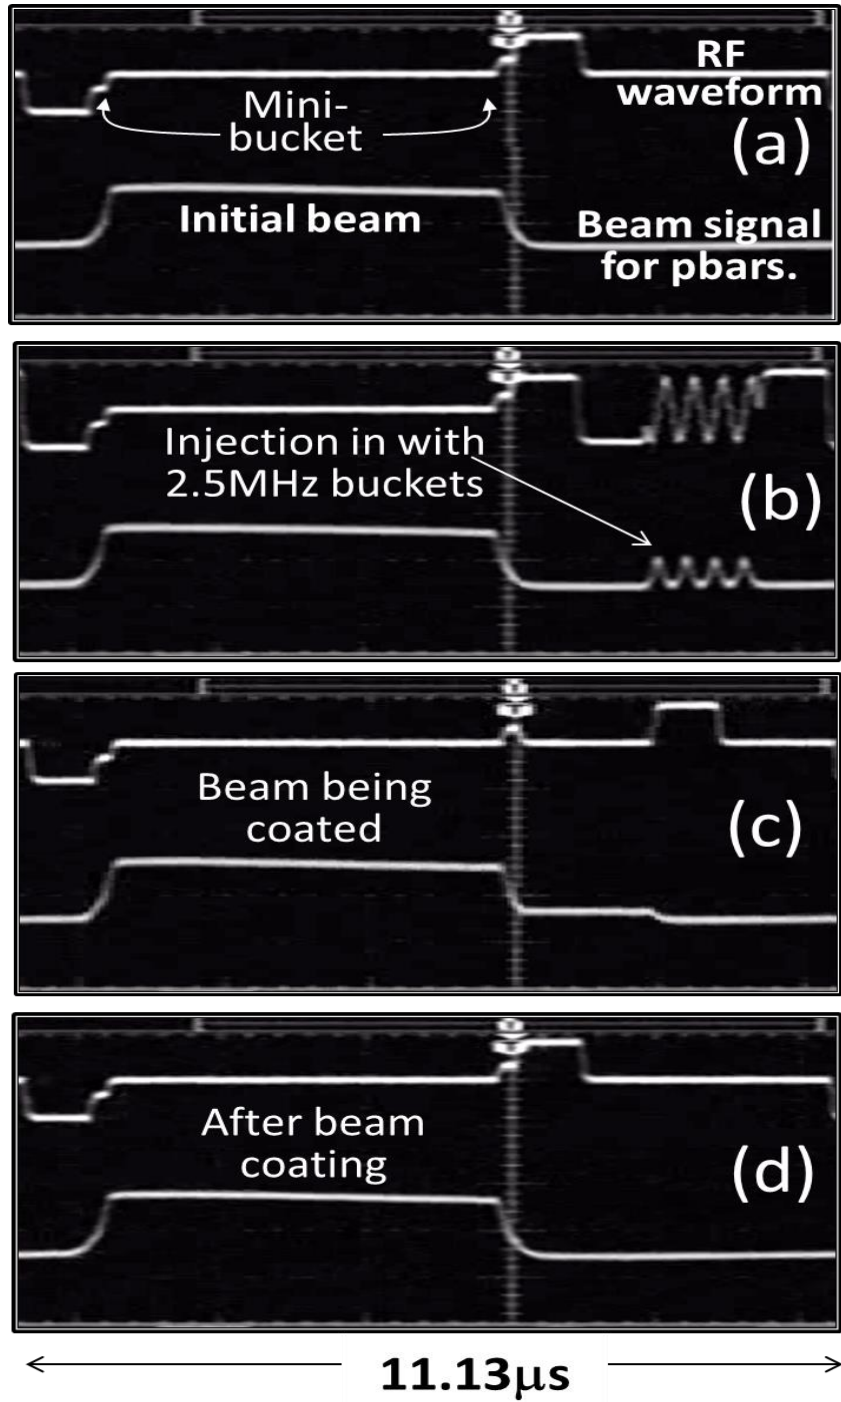 RF
waveform
Mini-
bucket
(a)
Initial beam
Beam signal
for pbars.
Injection in with
2.5MHz buckets
(b)
Beam being
coated
(c)
After beam
coating
(d)
11.13μs